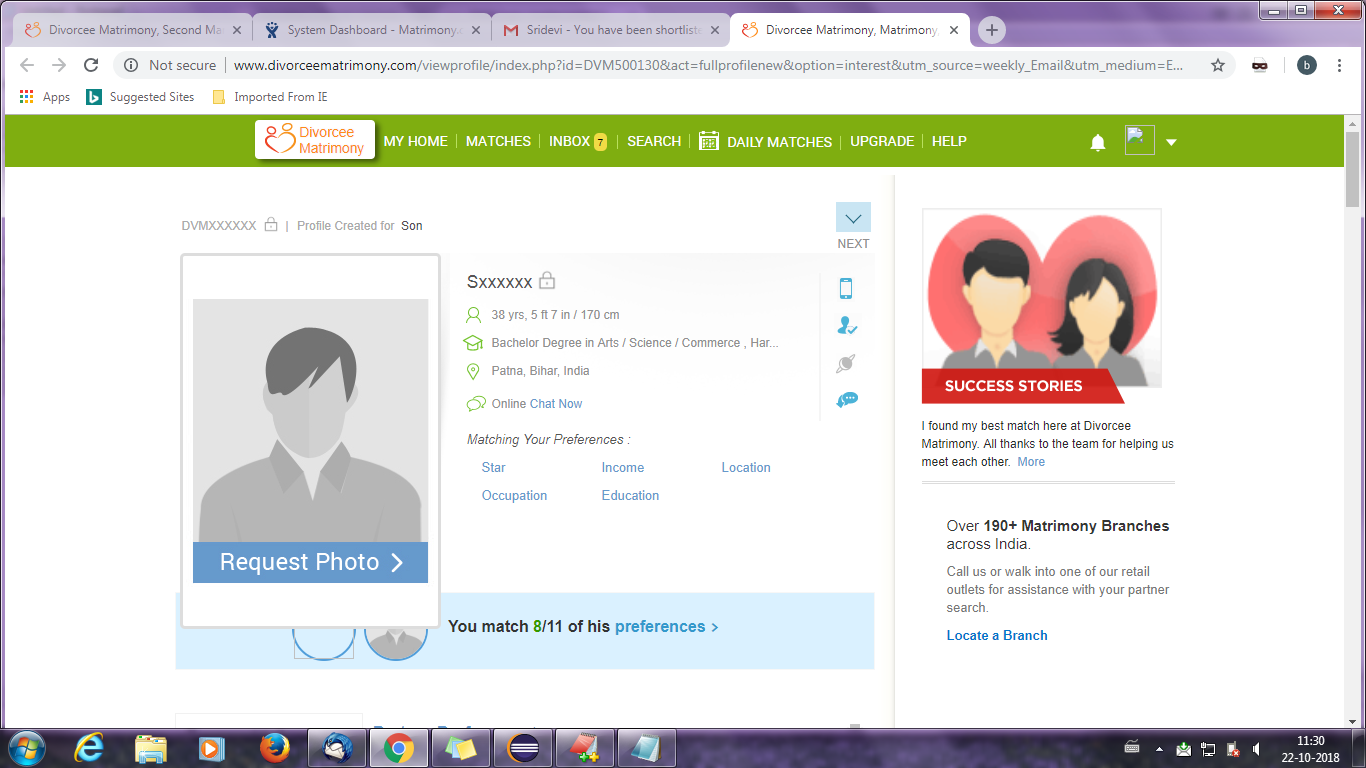 Divorcee Matrimony, Second Ma
System Dashboard - Matrimony.
Sridevi - You have been shortliste
Divorcee Matrimony, Matrimony,
Not secure
www.divorceematrimony.com/viewprofile/index.php?id=DVM500130&act=fullprofilenew&option=interest&utm_source=weekly_Email&utm_medium=E...
b
Apps
Suggested Sites
Imported From IE
Divorcee
Matrimony
MY HOME
MATCHES
INBOX 7
SEARCH
DAILY MATCHES
UPGRADE
HELP
DVMXXXXXX | Profile Created for Son
NEXT
Sxxxxxx
38 yrs, 5 ft 7 in / 170 cm
Bachelor Degree in Arts / Science / Commerce , Har...
Patna, Bihar, India
Online Chat Now
Matching Your Preferences :
Star Income Location
Occupation Education
Request Photo
You match 8/11 of his preferences >
SUCCESS STORIES
I found my best match here at Divorcee
Matrimony. All thanks to the team for helping us
meet each other. More
Over 190+ Matrimony Branches
across India.
Call us or walk into one of our retail
outlets for assistance with your partner
search.
Locate a Branch
11:30
22-10-2018